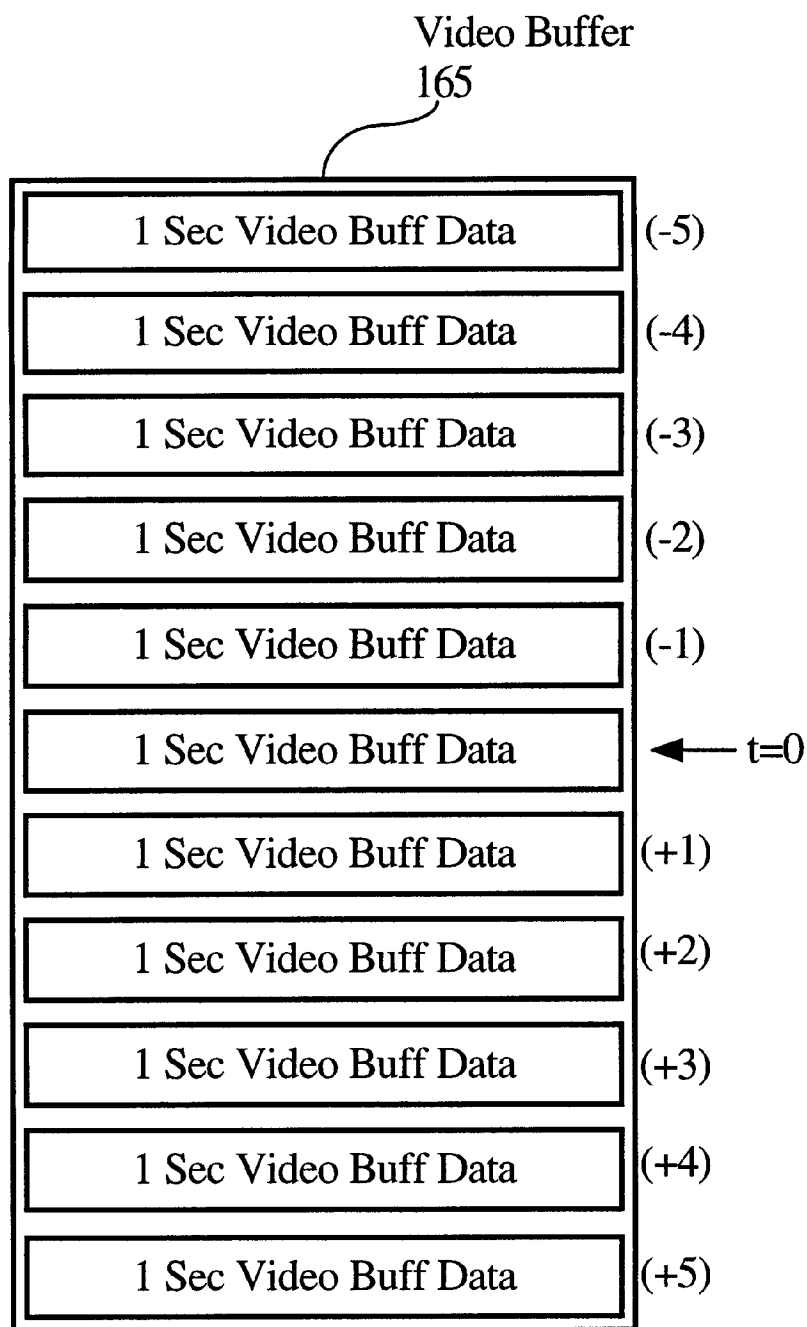 Video Buffer
165
1 Sec Video Buff Data (-5)
1 Sec Video Buff Data (-4)
1 Sec Video Buff Data (-3)
1 Sec Video Buff Data (-2)
1 Sec Video Buff Data (-1)
1 Sec Video Buff Data t=0
1 Sec Video Buff Data (+1)
1 Sec Video Buff Data (+2)
1 Sec Video Buff Data (+3)
1 Sec Video Buff Data (+4)
1 Sec Video Buff Data (+5)